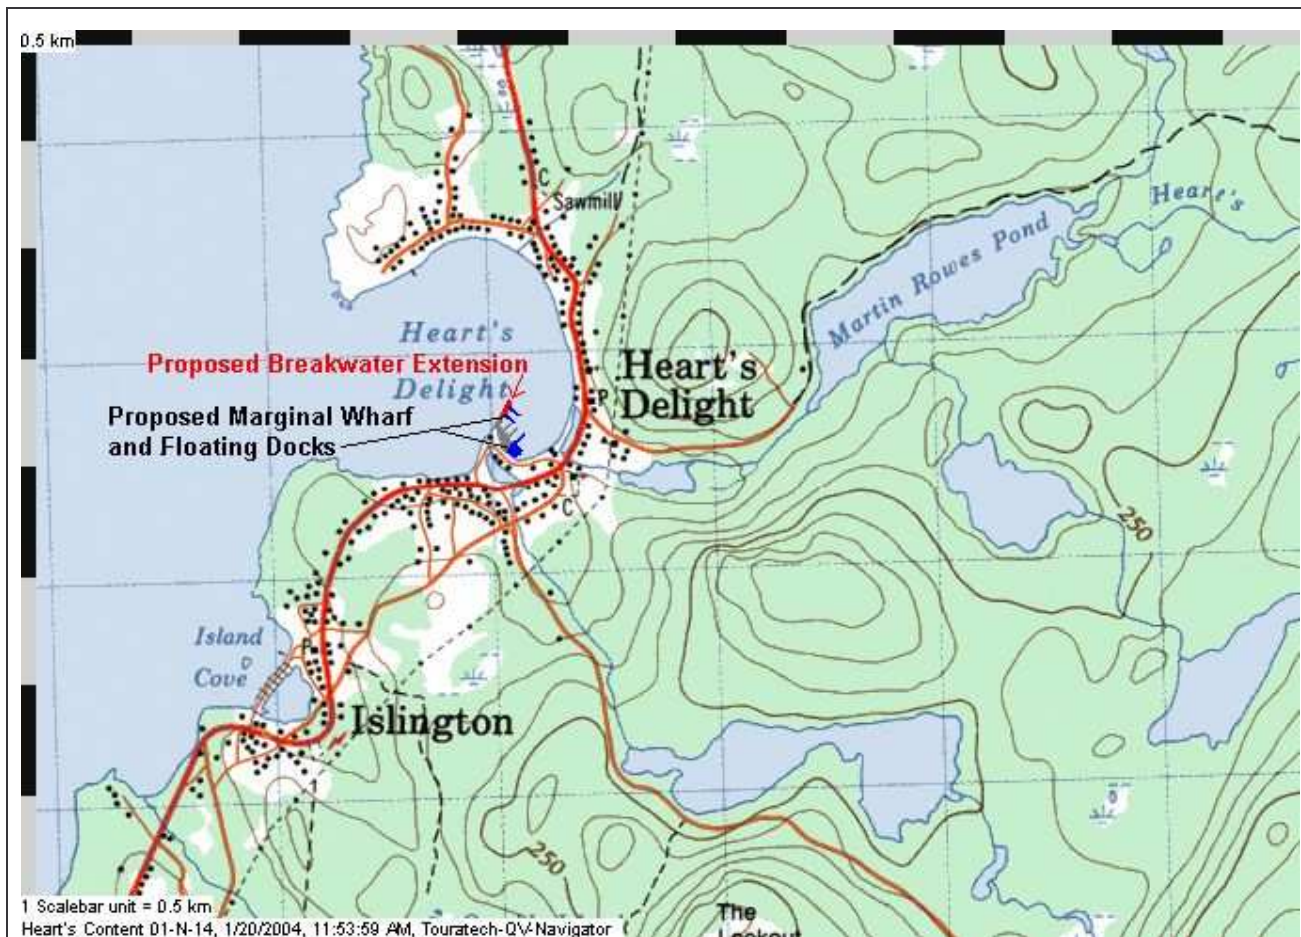 0.5 km
C
Sawmill
Heart's
Martin Rowes Pond
Heart's
Delight
Proposed Breakwater Extension
Heart's
Delight
P
Proposed Marginal Wharf
and Floating Docks
C
250
Island
Cove
P
Islington
250
The
Lookout
1 Scalebar unit = 0.5 km
Heart's Content 01-N-14, 1/20/2004, 11:53:59 AM, Touratech-QV-Navigator